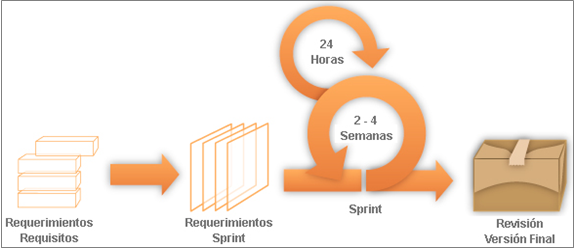 24
Horas
2 - 4
Semanas
Requerimientos
Requisitos
Requerimientos
Sprint
Sprint
Revisión
Versión Final